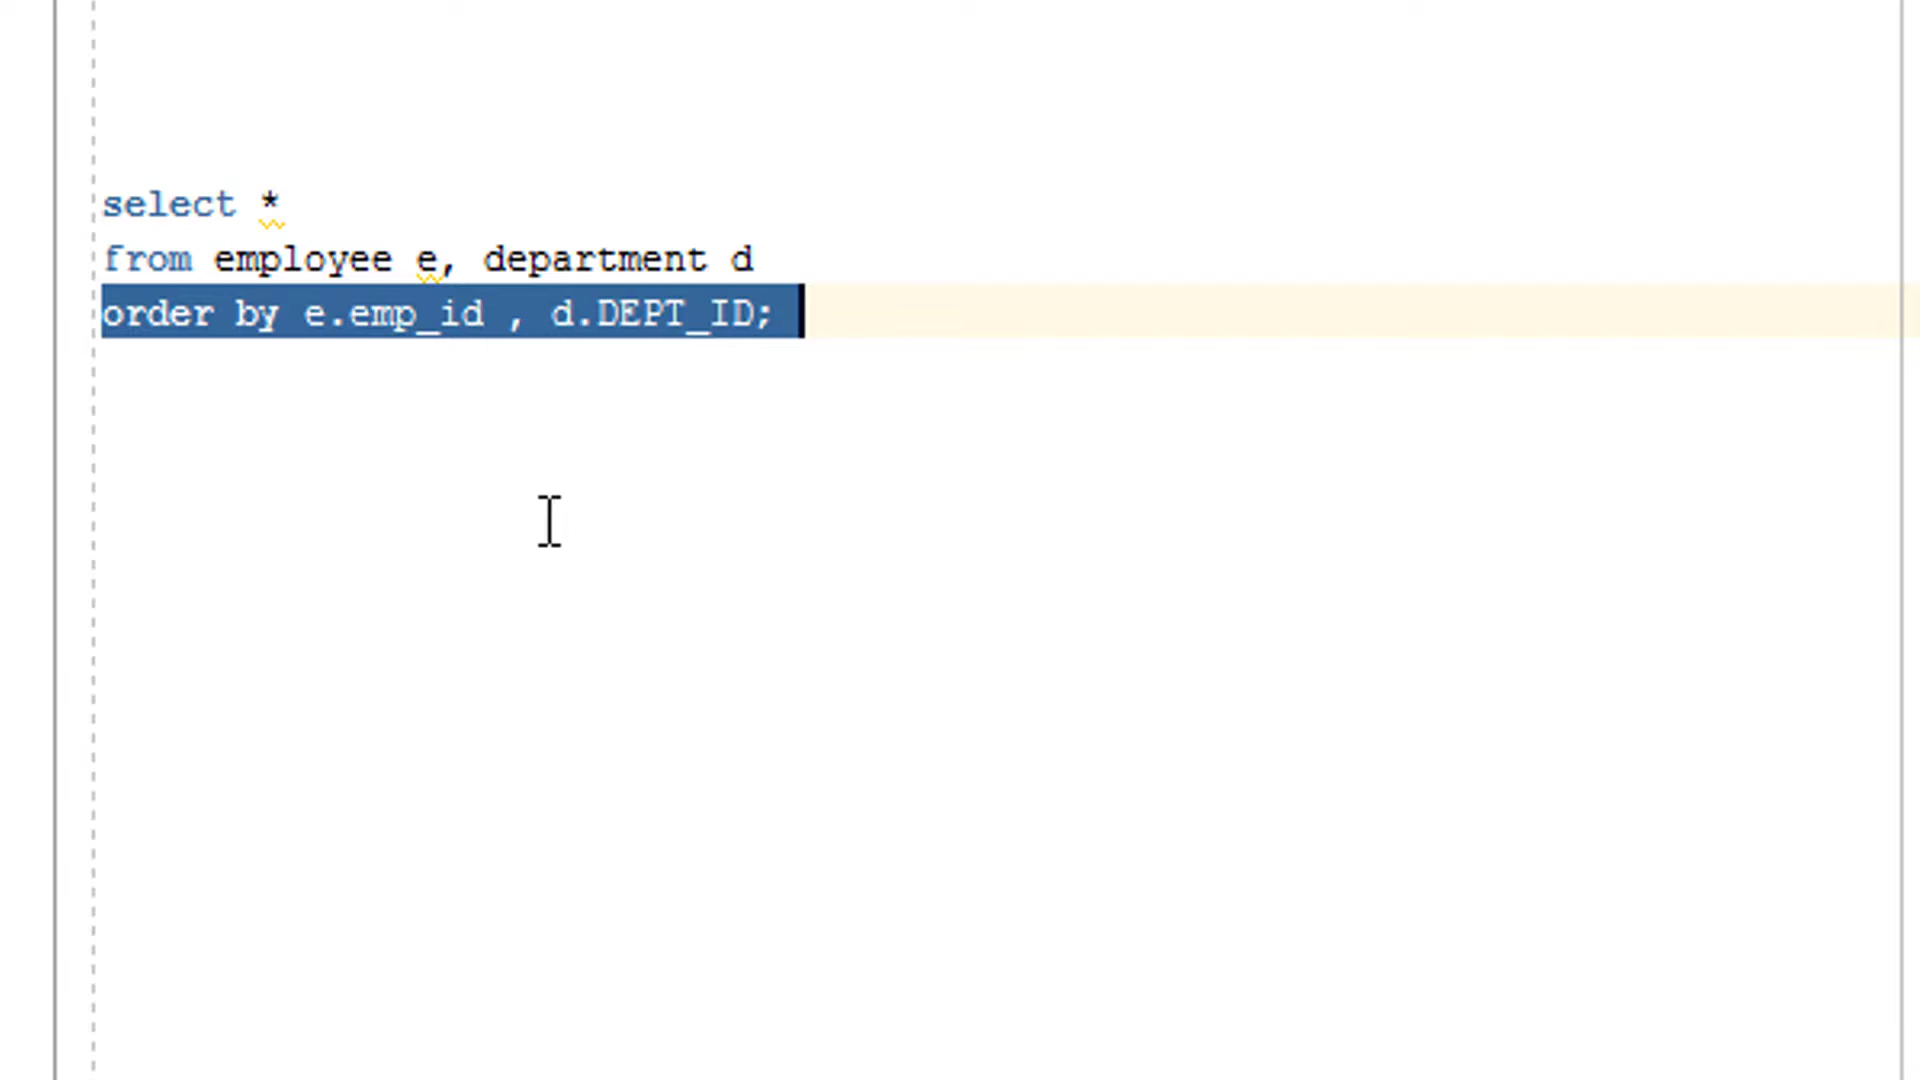 select *
from employee e, department d
order by e.emp_id , d.DEPT_ID;